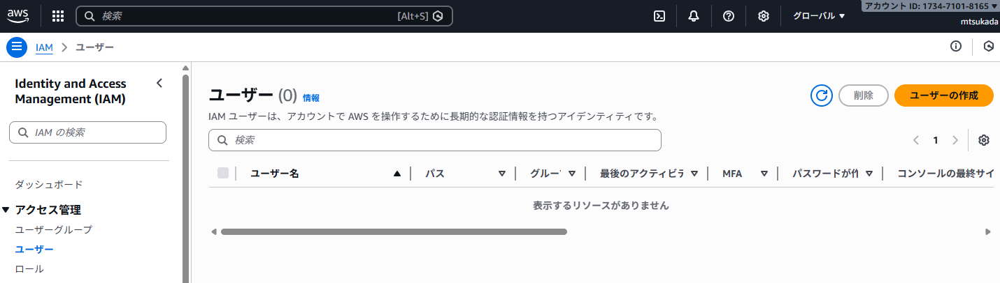 aws
検索
[Alt+S]
グローバル
アカウント ID: 1734-7101-8165
mtsukada
IAM
ユーザー
Identity and Access
Management (IAM)
IAM の検索
ダッシュボード
アクセス管理
ユーザーグループ
ユーザー
ロール
ユーザー (0) 情報
削除
ユーザーの作成
IAM ユーザーは、アカウントで AWS を操作するために長期的な認証情報を持つアイデンティティです。
検索
1
ユーザー名 パス グルー 最後のアクティビテ MFA パスワードが作 コンソールの最終サイ
表示するリソースがありません